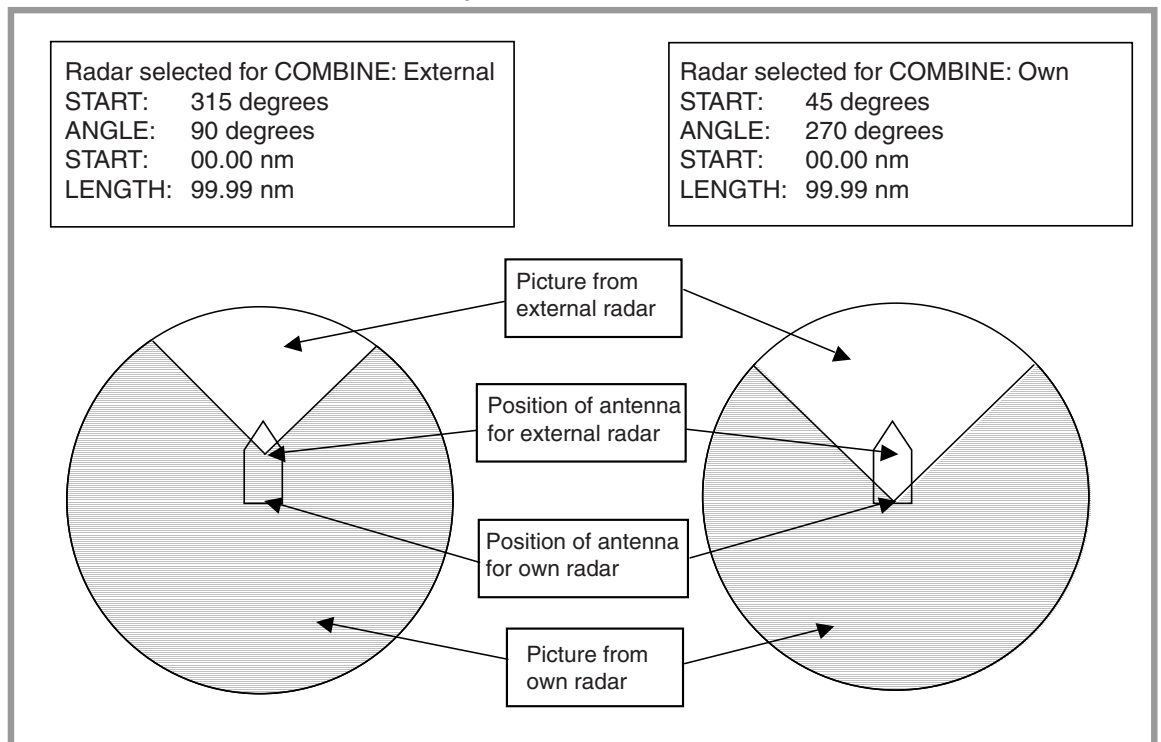 Radar selected for COMBINE: External
START: 315 degrees
ANGLE: 90 degrees
START: 00.00 nm
LENGTH: 99.99 nm
Radar selected for COMBINE: Own
START: 45 degrees
ANGLE: 270 degrees
START: 00.00 nm
LENGTH: 99.99 nm
Picture from
external radar
Position of antenna
for external radar
Position of antenna
for own radar
Picture from
own radar